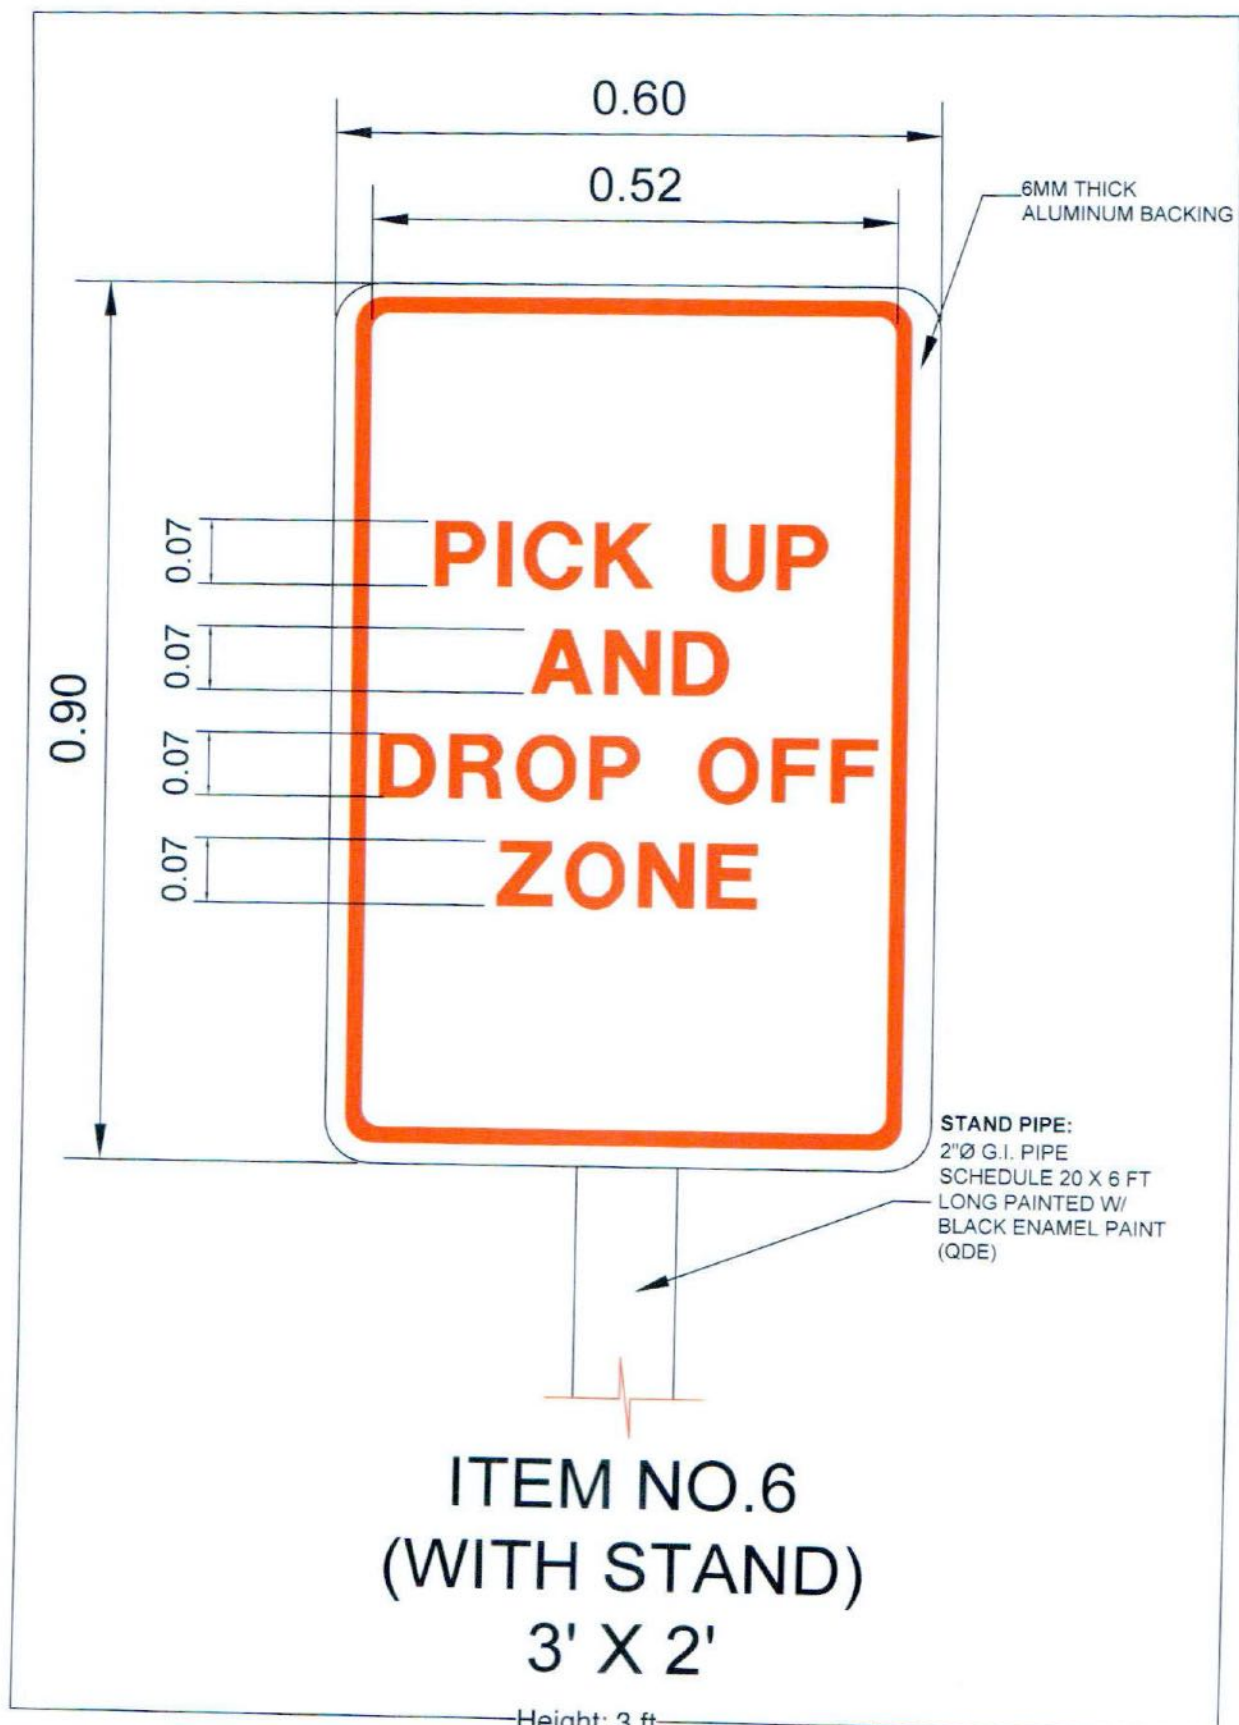 0.60
0.52
6MM THICK
ALUMINUM BACKING
0.90
0.07
PICK UP
0.07
AND
0.07
DROP OFF
0.07
ZONE
STAND PIPE:
2"Ø G.I. PIPE
SCHEDULE 20 X 6 FT
LONG PAINTED W/
BLACK ENAMEL PAINT
(QDE)
ITEM NO.6
(WITH STAND)
3' X 2'
Height: 3 ft